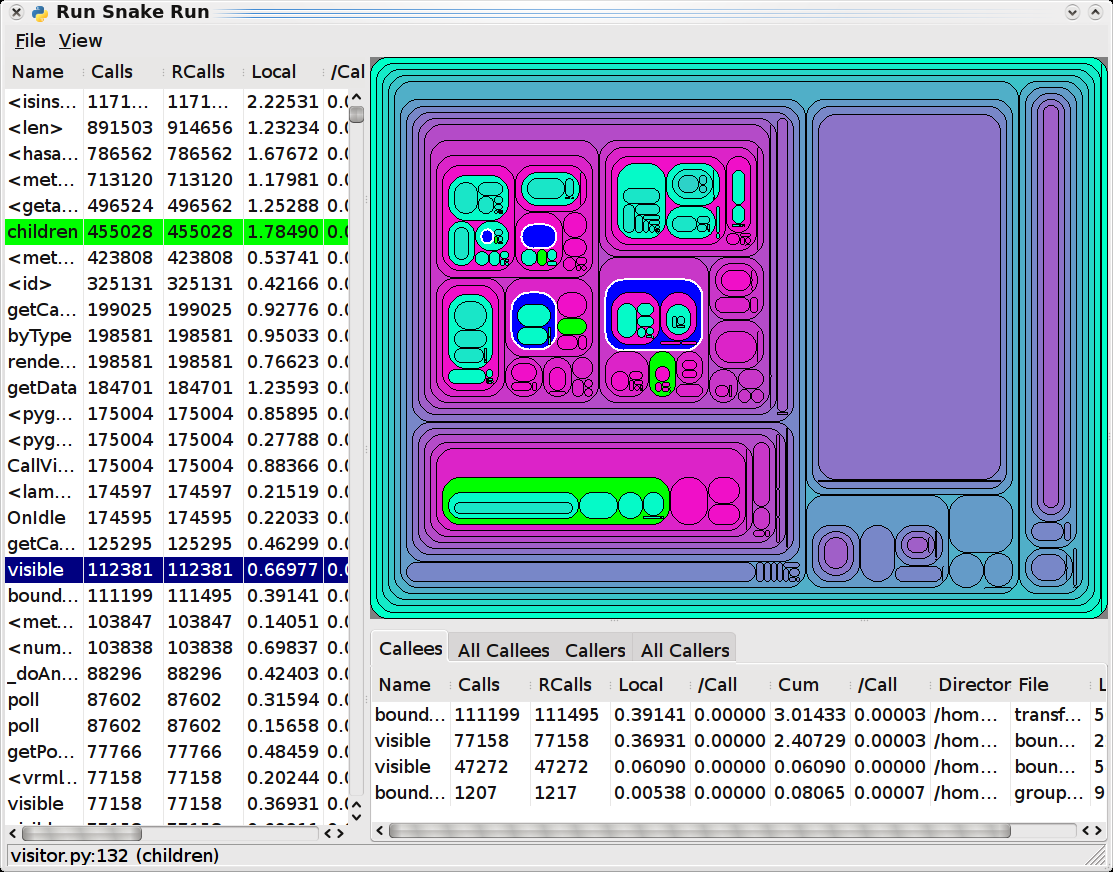 Run Snake Run
File View
Name Calls RCalls Local /Cal
<isins... 1171... 1171... 2.22531 0.0
<len> 891503 914656 1.23234 0.0
<hasa... 786562 786562 1.67672 0.0
<met... 713120 713120 1.17981 0.0
<geta... 496524 496562 1.25288 0.0
children 455028 455028 1.78490 0.0
<met... 423808 423808 0.53741 0.0
<id> 325131 325131 0.42166 0.0
getCa... 199025 199025 0.92776 0.0
byType 198581 198581 0.95033 0.0
rende... 198581 198581 0.76623 0.0
getData 184701 184701 1.23593 0.0
<pyg... 175004 175004 0.85895 0.0
<pyg... 175004 175004 0.27788 0.0
CallVi... 175004 175004 0.88366 0.0
<lam... 174597 174597 0.21519 0.0
OnIdle 174595 174595 0.22033 0.0
getCa... 125295 125295 0.46299 0.0
visible 112381 112381 0.66977 0.0
bound... 111199 111495 0.39141 0.0
<met... 103847 103847 0.14051 0.0
<num... 103838 103838 0.69837 0.0
_doAn... 88296 88296 0.42403 0.0
poll 87602 87602 0.31594 0.0
poll 87602 87602 0.15658 0.0
getPo... 77766 77766 0.48459 0.0
<vrml... 77158 77158 0.20244 0.0
visible 77158 77158 0.36931 0.0
Callees All Callees Callers All Callers
Name Calls RCalls Local /Call Cum /Call Director File L
bound... 111199 111495 0.39141 0.00000 3.01433 0.00003 /hom... transf... 5
visible 77158 77158 0.36931 0.00000 2.40729 0.00003 /hom... boun... 2
visible 47272 47272 0.06090 0.00000 0.06090 0.00000 /hom... boun... 5
bound... 1207 1217 0.00538 0.00000 0.08065 0.00007 /hom... group... 9
visitor.py:132 (children)